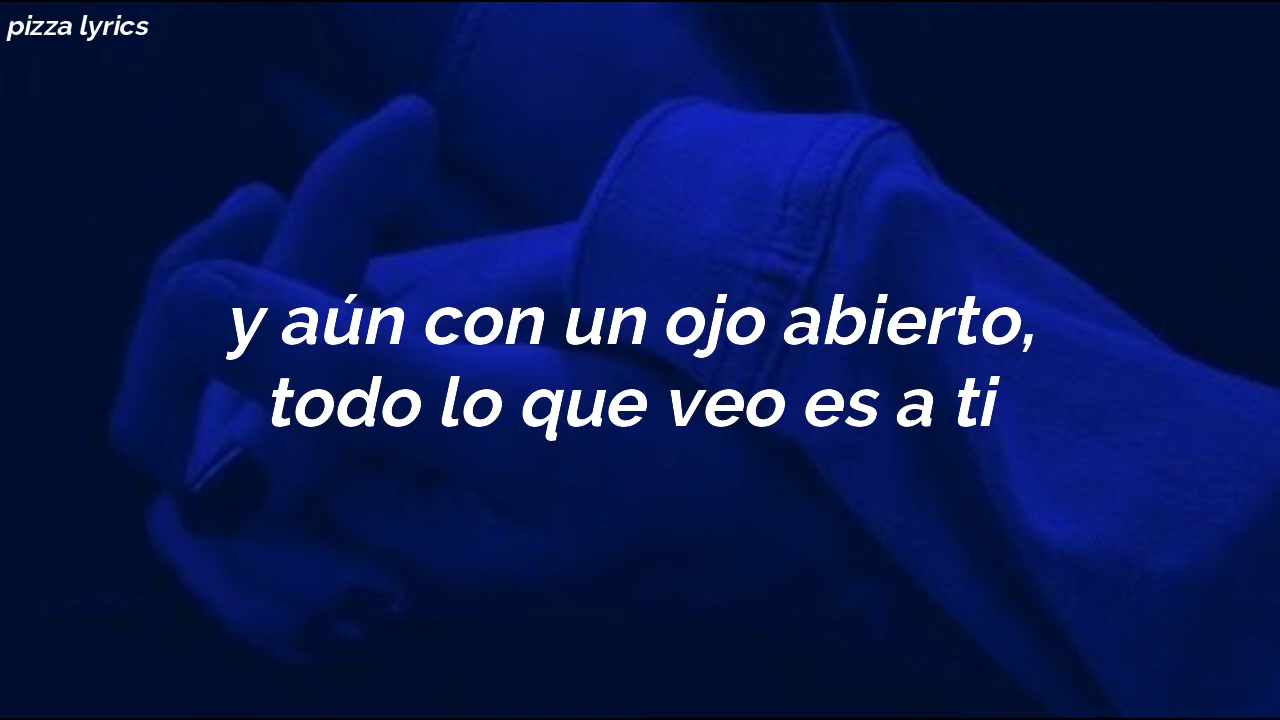 pizza lyrics
y aún con un ojo abierto,
todo lo que veo es a ti